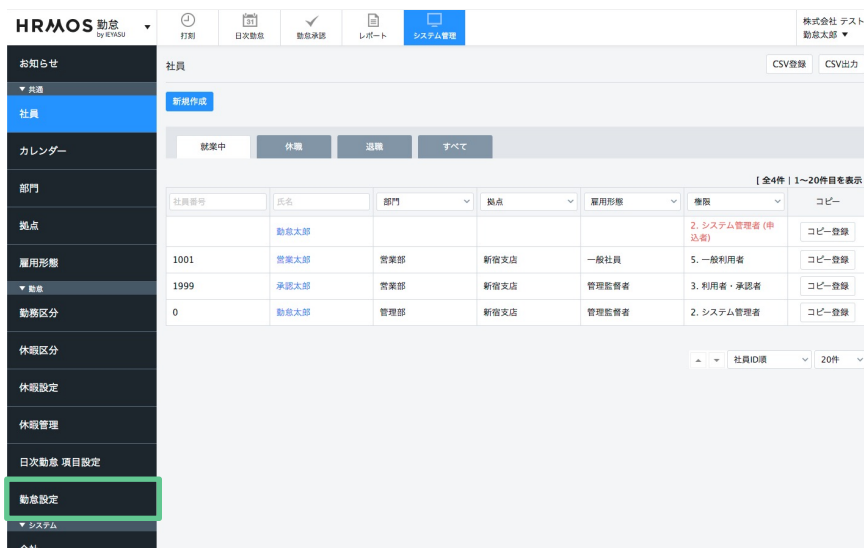 HRMOS 勤怠 by IEYASU ▼
打刻 日次勤怠 勤怠承認 レポート システム管理
株式会社 テスト
勤怠太郎 ▼
お知らせ
▼ 共通
社員
カレンダー
部門
拠点
雇用形態
▼ 勤怠
勤務区分
休暇区分
休暇設定
休暇管理
日次勤怠 項目設定
勤怠設定
▼ システム
社員
CSV登録 CSV出力
新規作成
就業中 休職 退職 すべて
[ 全4件 | 1〜20件目を表示
社員番号 氏名 部門 拠点 雇用形態 権限 コピー
勤怠太郎 2. システム管理者 (申込者) コピー登録
1001 営業太郎 営業部 新宿支店 一般社員 5. 一般利用者 コピー登録
1999 承認太郎 営業部 新宿支店 管理監督者 3. 利用者・承認者 コピー登録
0 勤怠太郎 管理部 新宿支店 管理監督者 2. システム管理者 コピー登録
社員ID順 20件